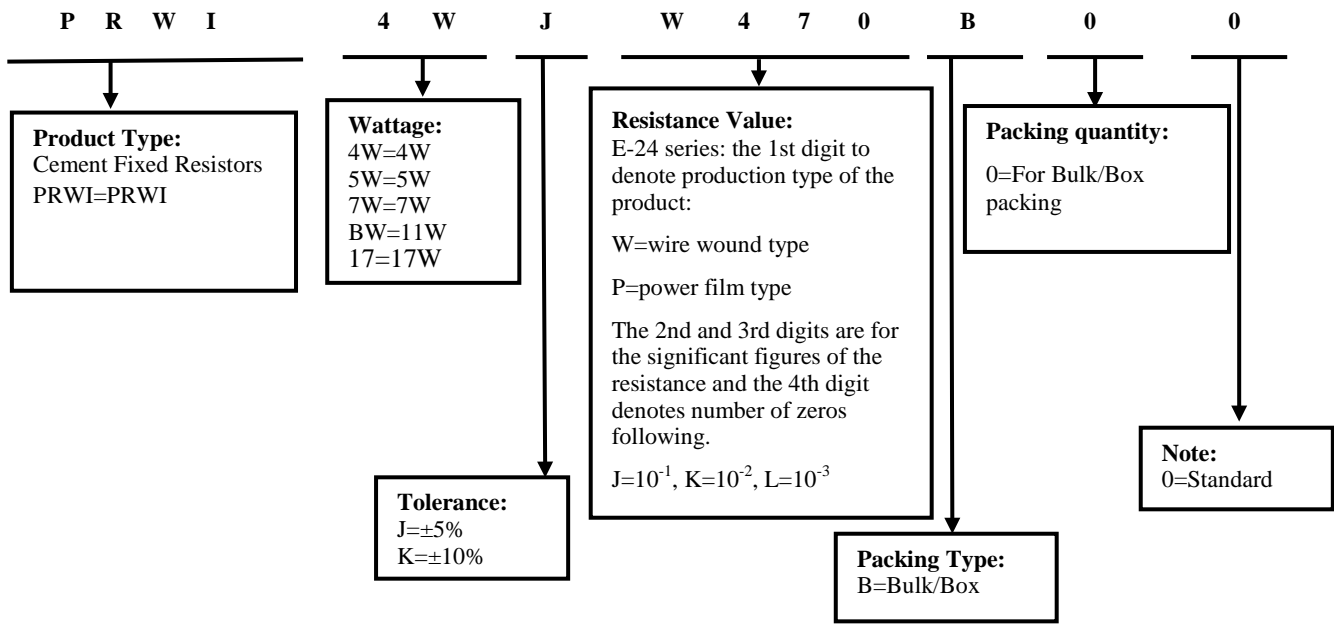 P R W I 4 W J W 4 7 0 B 0 0
Product Type:
Cement Fixed Resistors
PRWI=PRWI
Wattage:
4W=4W
5W=5W
7W=7W
BW=11W
17=17W
Tolerance:
J=±5%
K=±10%
Resistance Value:
E-24 series: the 1st digit to
denote production type of the
product:
W=wire wound type
P=power film type
The 2nd and 3rd digits are for
the significant figures of the
resistance and the 4th digit
denotes number of zeros
following.
J=10⁻¹, K=10⁻², L=10⁻³
Packing Type:
B=Bulk/Box
Packing quantity:
0=For Bulk/Box
packing
Note:
0=Standard